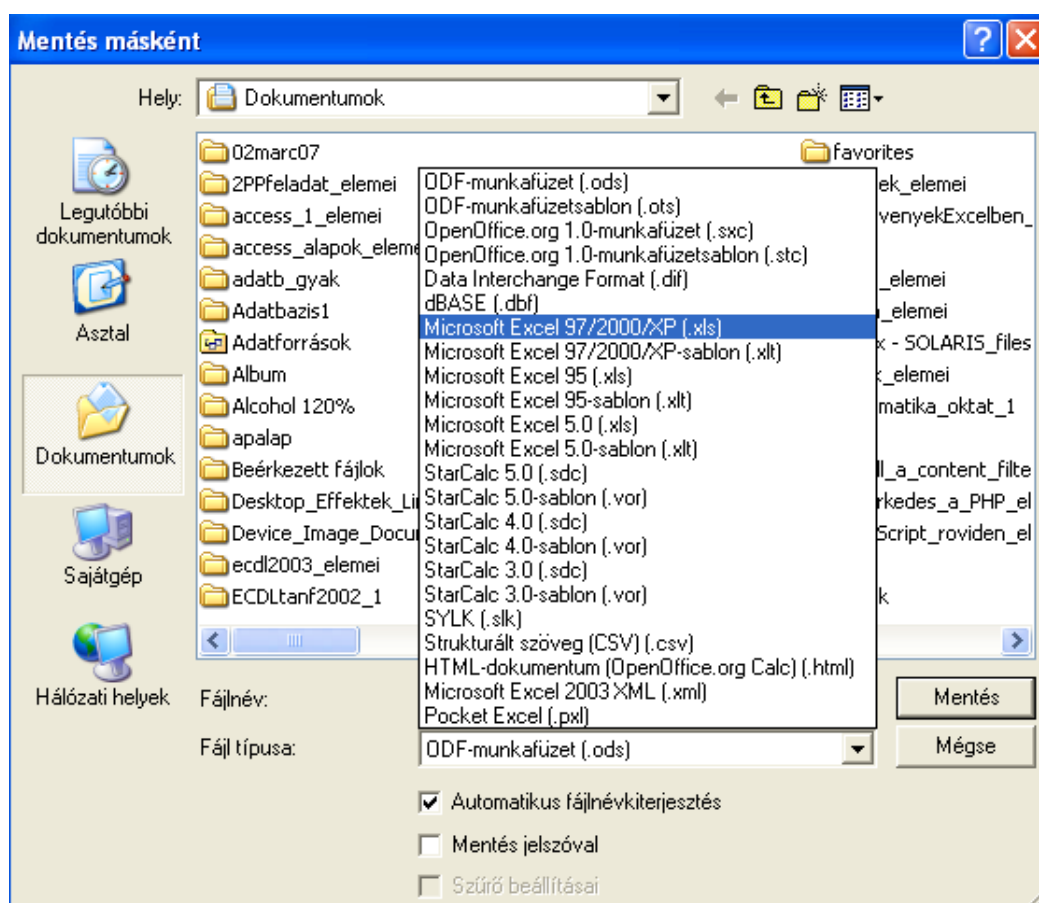 Mentés másként
Hely:
Dokumentumok
Legutóbbi
dokumentumok
Asztal
Dokumentumok
Sajátgép
Hálózati helyek
02marc07
2PPfeladat_elemei
access_1_elemei
access_alapok_eleme
adatb_gyak
Adatbazis1
Adatforrások
Album
Alcohol 120%
apalap
Beérkezett fájlok
Desktop_Effektek_Li
Device_Image_Docu
ecdl2003_elemei
ECDLtanf2002_1
favorites
ek_elemei
venyekExcelben_
_elemei
_elemei
x - SOLARIS_files
_elemei
matika_oktat_1
ll_a_content_filte
rkedes_a_PHP_el
Script_roviden_el
k
ODF-munkafüzet (.ods)
ODF-munkafüzetsablon (.ots)
OpenOffice.org 1.0-munkafüzet (.sxc)
OpenOffice.org 1.0-munkafüzetsablon (.stc)
Data Interchange Format (.dif)
dBASE (.dbf)
Microsoft Excel 97/2000/XP (.xls)
Microsoft Excel 97/2000/XP-sablon (.xlt)
Microsoft Excel 95 (.xls)
Microsoft Excel 95-sablon (.xlt)
Microsoft Excel 5.0 (.xls)
Microsoft Excel 5.0-sablon (.xlt)
StarCalc 5.0 (.sdc)
StarCalc 5.0-sablon (.vor)
StarCalc 4.0 (.sdc)
StarCalc 4.0-sablon (.vor)
StarCalc 3.0 (.sdc)
StarCalc 3.0-sablon (.vor)
SYLK (.slk)
Strukturált szöveg (CSV) (.csv)
HTML-dokumentum (OpenOffice.org Calc) (.html)
Microsoft Excel 2003 XML (.xml)
Pocket Excel (.pxl)
Fájlnév:
Mentés
Fájl típusa:
ODF-munkafüzet (.ods)
Mégse
Automatikus fájlnévkiterjesztés
Mentés jelszóval
Szűrő beállításai